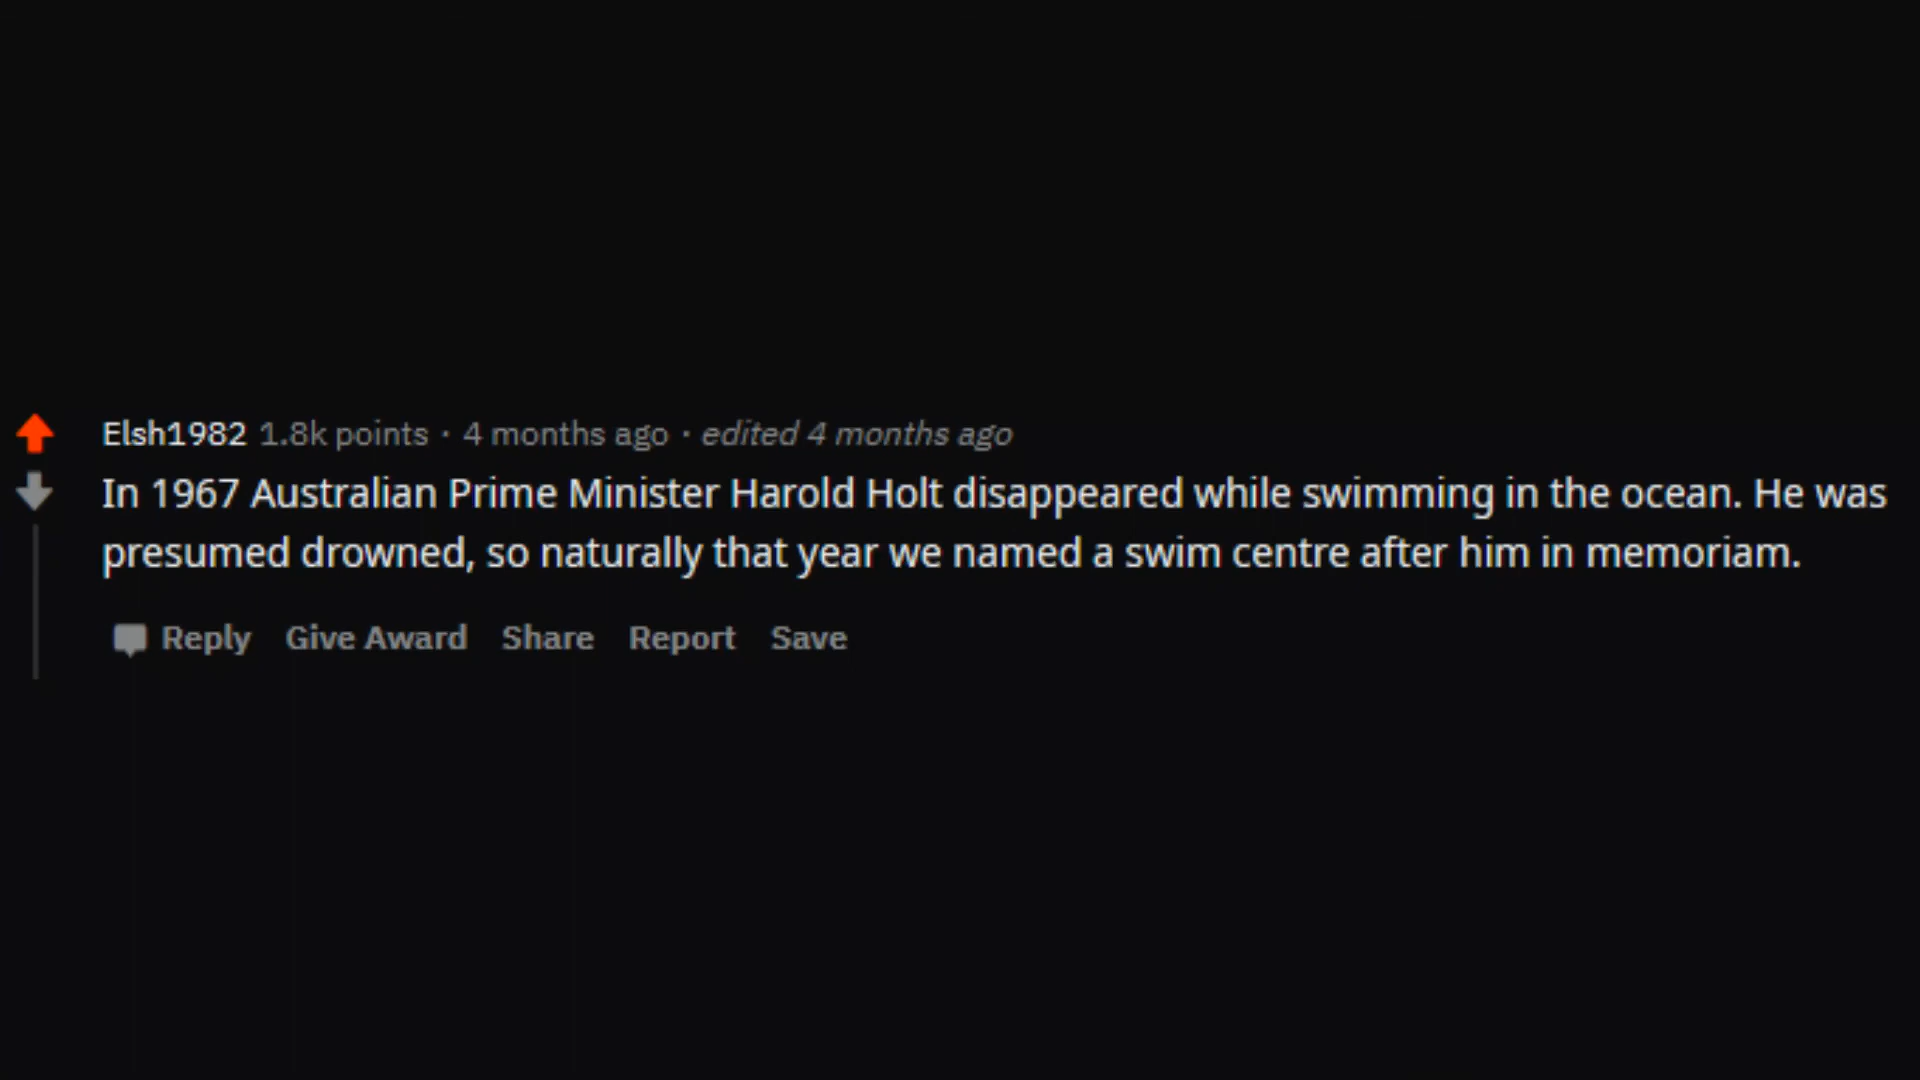 Elsh1982 1.8k points · 4 months ago · edited 4 months ago
In 1967 Australian Prime Minister Harold Holt disappeared while swimming in the ocean. He was
presumed drowned, so naturally that year we named a swim centre after him in memoriam.
Reply Give Award Share Report Save